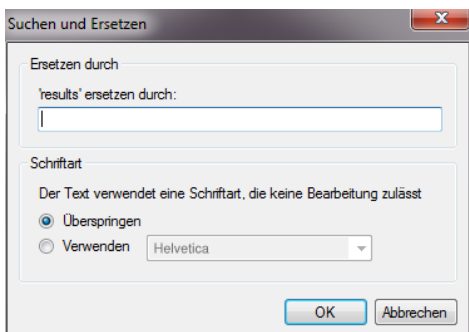 Suchen und Ersetzen
Ersetzen durch
'results' ersetzen durch:
Schriftart
Der Text verwendet eine Schriftart, die keine Bearbeitung zulässt
Überspringen
Verwenden Helvetica
OK Abbrechen